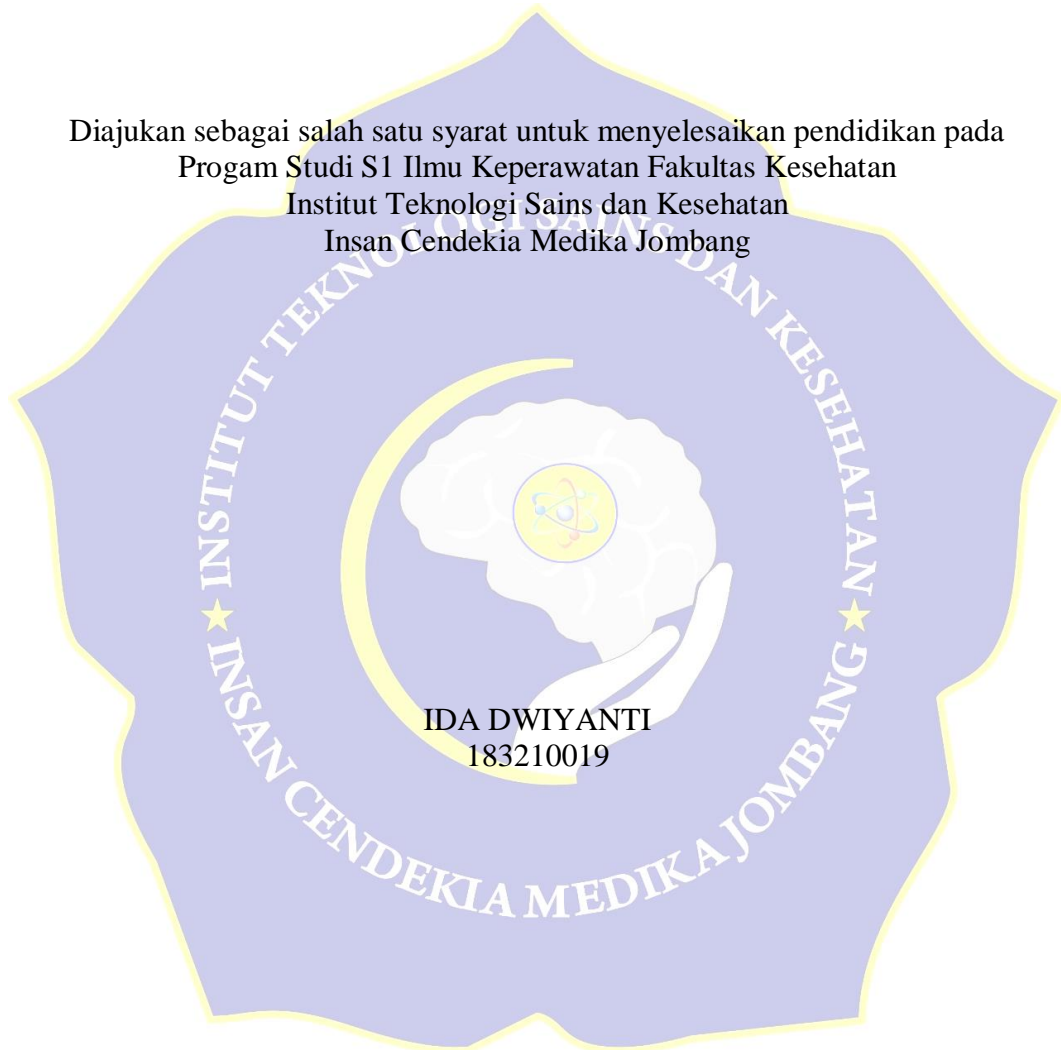 Diajukan sebagai salah satu syarat untuk menyelesaikan pendidikan pada
Progam Studi S1 Ilmu Keperawatan Fakultas Kesehatan
Institut Teknologi Sains dan Kesehatan
Insan Cendekia Medika Jombang
INSTITUT TEKNOLOGI SAINS DAN KESEHATAN
IDA DWIYANTI
183210019
INSAN CENDEKIA MEDIKA JOMBANG